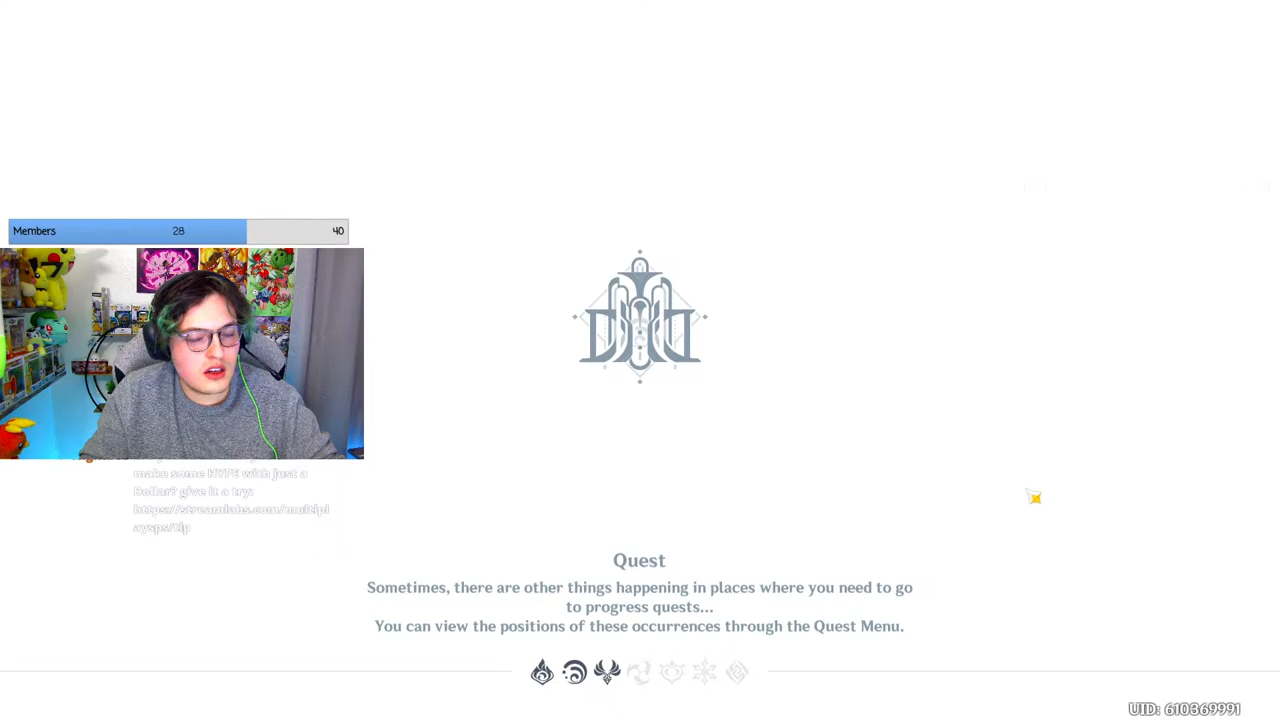 Members 28 40
make some HYPE with just a
Dollar? give it a try:
https://streamlabs.com/multipl
aysps/tip
Quest
Sometimes, there are other things happening in places where you need to go
to progress quests...
You can view the positions of these occurrences through the Quest Menu.
UID: 610369991